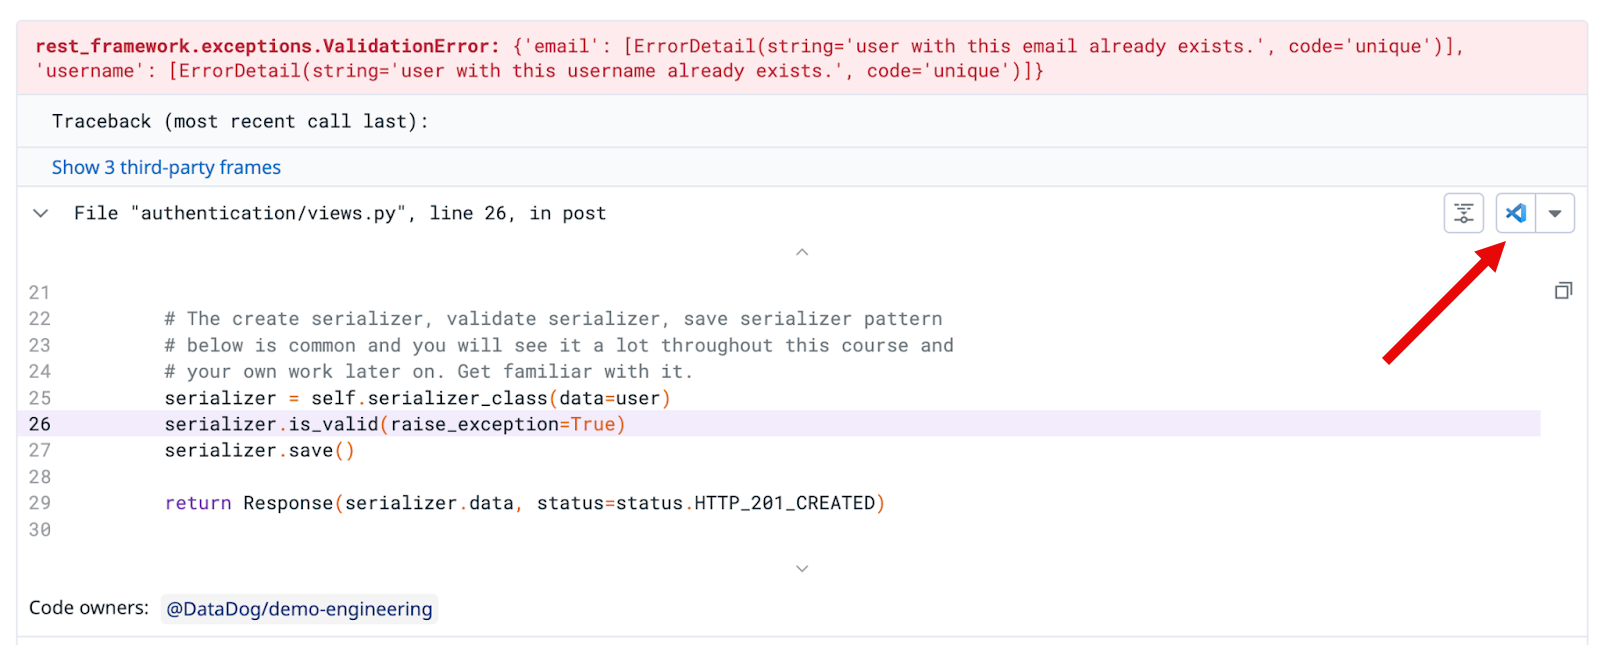 rest_framework.exceptions.ValidationError: {'email': [ErrorDetail(string='user with this email already exists.', code='unique')],
'username': [ErrorDetail(string='user with this username already exists.', code='unique')]}
Traceback (most recent call last):
Show 3 third-party frames
File "authentication/views.py", line 26, in post
21
22 # The create serializer, validate serializer, save serializer pattern
23 # below is common and you will see it a lot throughout this course and
24 # your own work later on. Get familiar with it.
25 serializer = self.serializer_class(data=user)
26 serializer.is_valid(raise_exception=True)
27 serializer.save()
28
29 return Response(serializer.data, status=status.HTTP_201_CREATED)
30
Code owners: @DataDog/demo-engineering